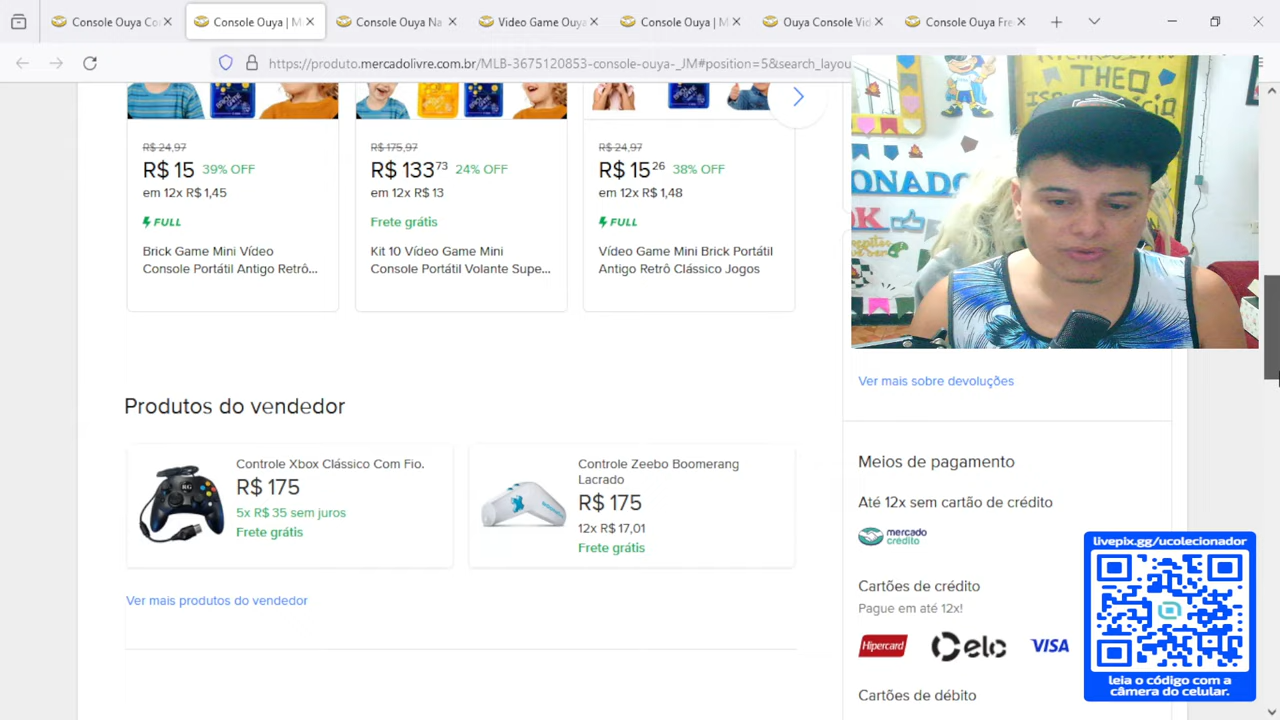 Console Ouya Co
Console Ouya | M
Console Ouya Na
Video Game Ouya
Console Ouya | M
Ouya Console Vid
Console Ouya Fre
https://produto.mercadolivre.com.br/MLB-3675120853-console-ouya-_JM#position=5&search_layou
R$ 24,97
R$ 15 39% OFF
em 12x R$ 1,45
FULL
Brick Game Mini Vídeo
Console Portátil Antigo Retrô...
R$ 175,97
R$ 133 73 24% OFF
em 12x R$ 13
Frete grátis
Kit 10 Vídeo Game Mini
Console Portátil Volante Supe...
R$ 24,97
R$ 15 26 38% OFF
em 12x R$ 1,48
FULL
Vídeo Game Mini Brick Portátil
Antigo Retrô Clássico Jogos
THEO
IONADO
OK
Ver mais sobre devoluções
Produtos do vendedor
Controle Xbox Clássico Com Fio.
R$ 175
5x R$ 35 sem juros
Frete grátis
Controle Zeebo Boomerang
Lacrado
R$ 175
12x R$ 17,01
Frete grátis
Ver mais produtos do vendedor
Meios de pagamento
Até 12x sem cartão de crédito
mercado
crédito
Cartões de crédito
Pague em até 12x!
Hipercard
elo
VISA
Cartões de débito
livepix.gg/ucolecionador
leia o código com a
câmera do celular.